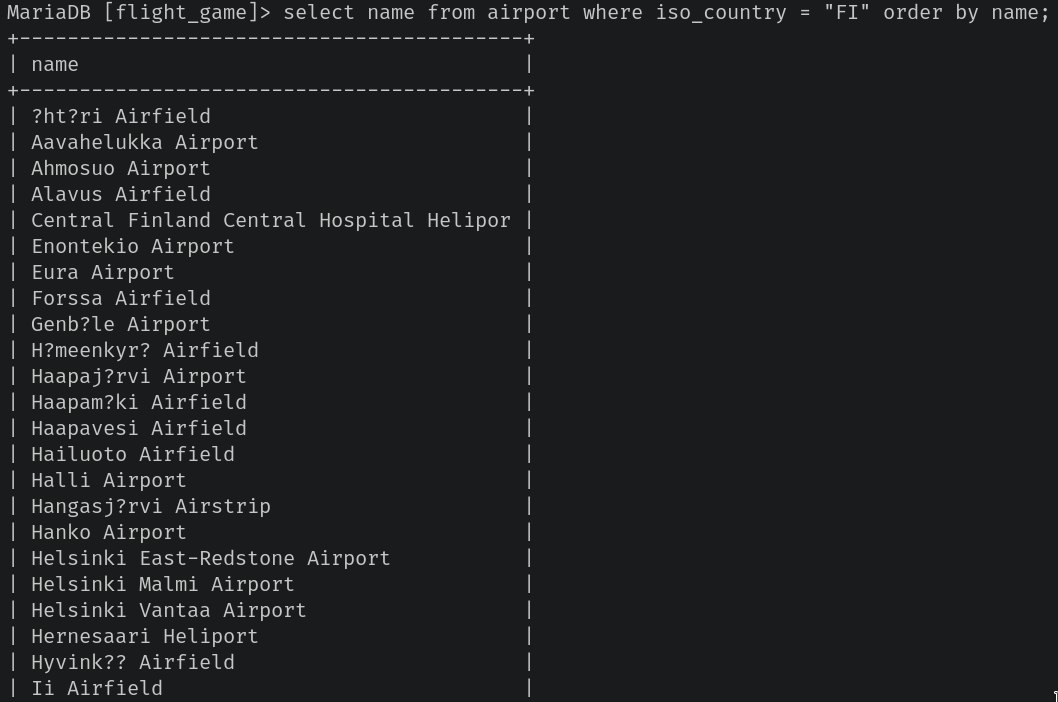 MariaDB [flight_game]> select name from airport where iso_country = "FI" order by name;
+------------------------------------------+
| name                                     |
+------------------------------------------+
| ?ht?ri Airfield                          |
| Aavahelukka Airport                      |
| Ahmosuo Airport                          |
| Alavus Airfield                          |
| Central Finland Central Hospital Helipor |
| Enontekio Airport                        |
| Eura Airport                             |
| Forssa Airfield                          |
| Genb?le Airport                          |
| H?meenkyr? Airfield                      |
| Haapaj?rvi Airport                       |
| Haapam?ki Airfield                       |
| Haapavesi Airfield                       |
| Hailuoto Airfield                        |
| Halli Airport                            |
| Hangasj?rvi Airstrip                     |
| Hanko Airport                            |
| Helsinki East-Redstone Airport           |
| Helsinki Malmi Airport                   |
| Helsinki Vantaa Airport                  |
| Hernesaari Heliport                      |
| Hyvink?? Airfield                        |
| Ii Airfield                              |